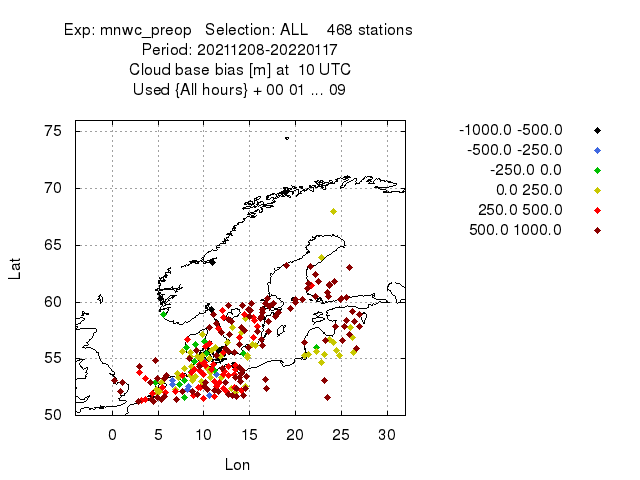 Exp: mnwc_preop   Selection: ALL    468 stations
Period: 20211208-20220117
Cloud base bias [m] at  10 UTC
Used {All hours} + 00 01 ... 09
-1000.0 -500.0
-500.0 -250.0
-250.0 0.0
0.0 250.0
250.0 500.0
500.0 1000.0
75
70
65
60
55
50
Lat
0 5 10 15 20 25 30
Lon